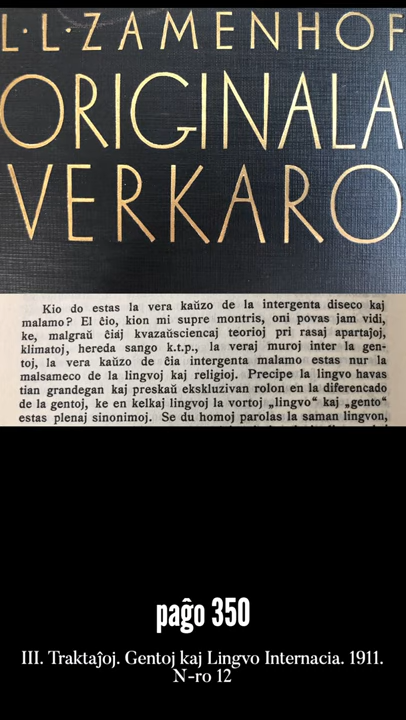 L·L·ZAMENHOF
ORIGINALA
VERKARO
Kio do estas la vera kaŭzo de la intergenta diseco kaj
malamo? El ĉio, kion mi supre montris, oni povas jam vidi,
ke, malgraŭ ĉiaj kvazaŭsciencaj teorioj pri rasaj apartaĵoj,
klimatoj, hereda sango k.t.p., la veraj muroj inter la gen-
toj, la vera kaŭzo de ĉia intergenta malamo estas nur la
malsameco de la lingvoj kaj religioj. Precipe la lingvo havas
tian grandegan kaj preskaŭ ekskluzivan rolon en la diferencado
de la gentoj, ke en kelkaj lingvoj la vortoj „lingvo“ kaj „gento“
estas plenaj sinonimoj. Se du homoj parolas la saman lingvon,
paĝo 350
III. Traktaĵoj. Gentoj kaj Lingvo Internacia. 1911.
N-ro 12